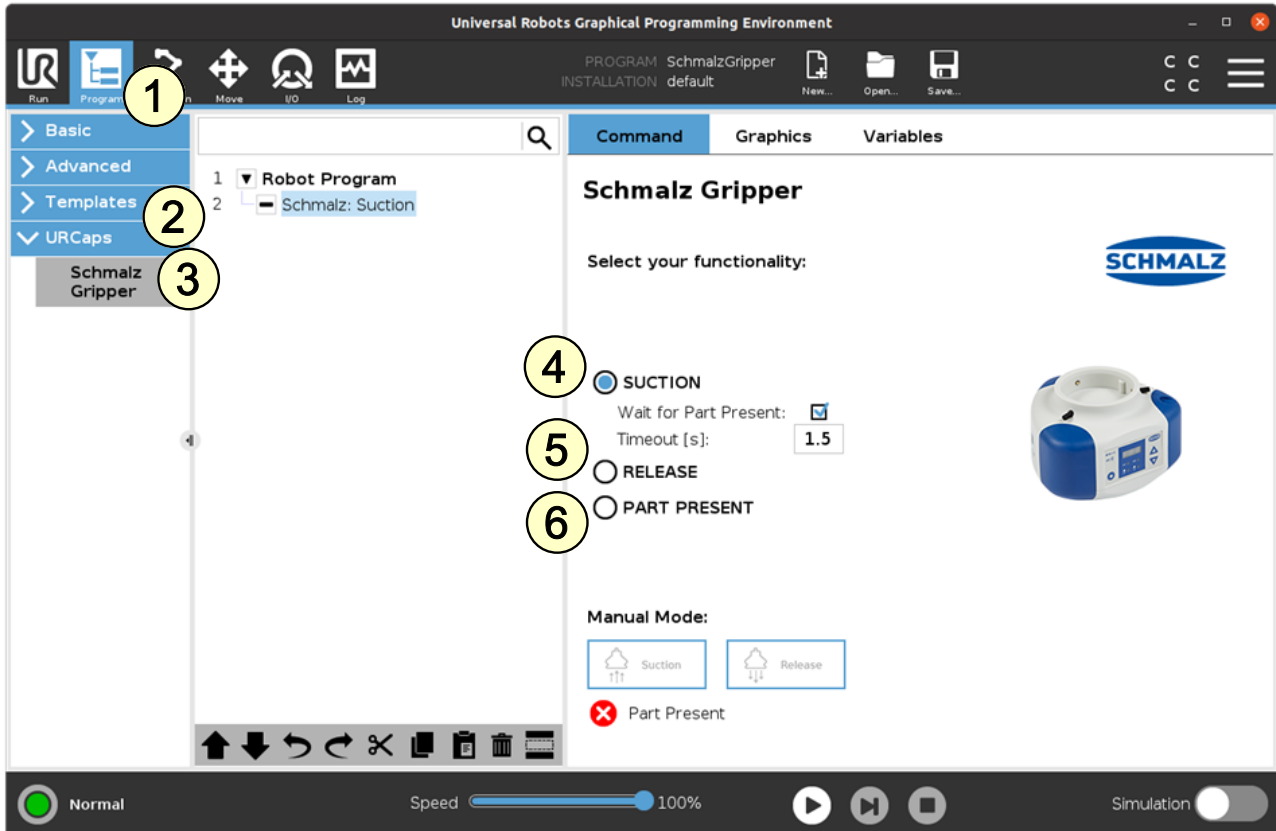 Universal Robots Graphical Programming Environment
UR
Run
Program
1
n
Move
I/O
Log
PROGRAM SchmalzGripper
INSTALLATION default
New...
Open...
Save...
C C
C C
Basic
Advanced
Templates
2
URCaps
Schmalz
Gripper
3
1 Robot Program
2 Schmalz: Suction
Command Graphics Variables
Schmalz Gripper
Select your functionality:
SCHMALZ
4
SUCTION
Wait for Part Present:
Timeout [s]: 1.5
5
RELEASE
PART PRESENT
6
Manual Mode:
Suction Release
Part Present
Normal
Speed 100%
Simulation